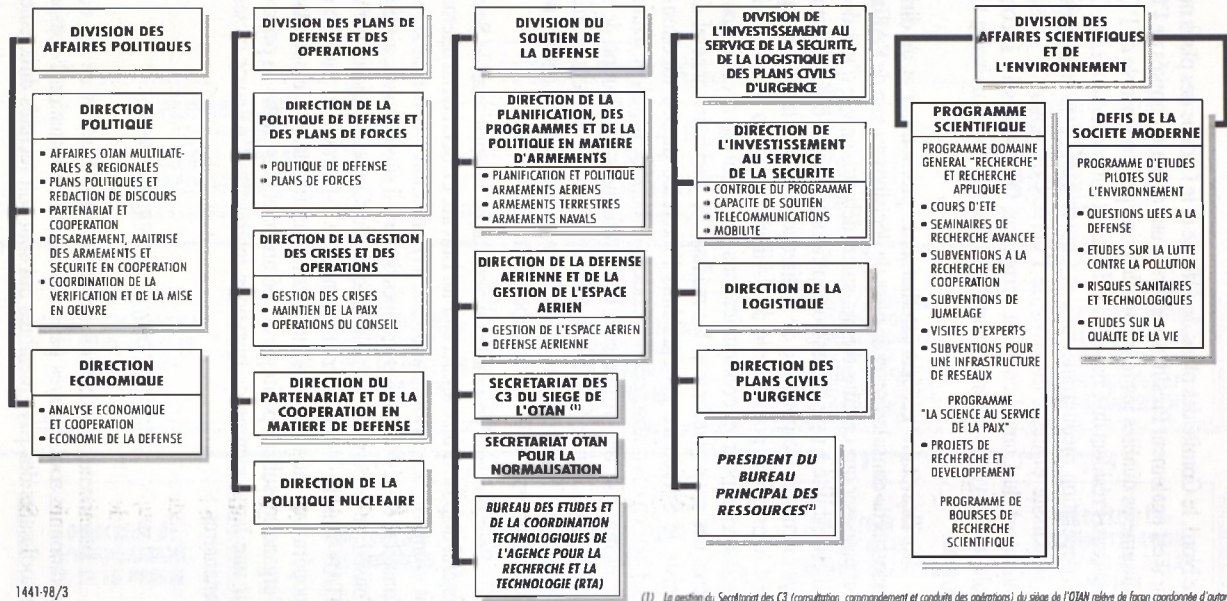 DIVISION DES
AFFAIRES POLITIQUES
DIRECTION
POLITIQUE
AFFAIRES OTAN MULTILATE-
RALES & REGIONALES
PLANS POLITIQUES ET
REDACTION DE DISCOURS
PARTENARIAT ET
COOPERATION
DESARMEMENT, MAITRISE
DES ARMEMENTS ET
SECURITE EN COOPERATION
COORDINATION DE LA
VERIFICATION ET DE LA MISE
EN OEUVRE
DIRECTION
ECONOMIQUE
ANALYSE ECONOMIQUE
ET COOPERATION
ECONOMIE DE LA DEFENSE
DIVISION DES PLANS DE
DEFENSE ET DES
OPERATIONS
DIRECTION DE LA
POLITIQUE DE DEFENSE ET
DES PLANS DE FORCES
POLITIQUE DE DEFENSE
PLANS DE FORCES
DIRECTION DE LA GESTION
DES CRISES ET DES
OPERATIONS
GESTION DES CRISES
MAINTIEN DE LA PAIX
OPERATIONS DU CONSEIL
DIRECTION DU
PARTENARIAT ET DE LA
COOPERATION EN
MATIERE DE DEFENSE
DIRECTION DE LA
POLITIQUE NUCLEAIRE
DIVISION DU
SOUTIEN DE
LA DEFENSE
DIRECTION DE LA
PLANIFICATION, DES
PROGRAMMES ET DE LA
POLITIQUE EN MATIERE
D'ARMEMENTS
PLANIFICATION ET POLITIQUE
ARMEMENTS AERIENS
ARMEMENTS TERRESTRES
ARMEMENTS NAVALS
DIRECTION DE LA DEFENSE
AERIENNE ET DE LA
GESTION DE L'ESPACE
AERIEN
GESTION DE L'ESPACE AERIEN
DEFENSE AERIENNE
SECRETARIAT DES
C3 DU SIEGE DE
L'OTAN (1)
SECRETARIAT OTAN
POUR LA
NORMALISATION
BUREAU DES ETUDES ET
DE LA COORDINATION
TECHNOLOGIQUES DE
L'AGENCE POUR LA
RECHERCHE ET LA
TECHNOLOGIE (RTA)
DIVISION DE
L'INVESTISSEMENT AU
SERVICE DE LA SECURITE,
DE LA LOGISTIQUE ET
DES PLANS CIVILS
D'URGENCE
DIRECTION DE
L'INVESTISSEMENT
AU SERVICE
DE LA SECURITE
CONTROLE DU PROGRAMME
CAPACITE DE SOUTIEN
TELECOMMUNICATIONS
MOBILITE
DIRECTION DE LA
LOGISTIQUE
DIRECTION DES
PLANS CIVILS
D'URGENCE
PRESIDENT DU
BUREAU
PRINCIPAL DES
RESSOURCES(2)
DIVISION DES
AFFAIRES SCIENTIFIQUES
ET DE
L'ENVIRONNEMENT
PROGRAMME
SCIENTIFIQUE
PROGRAMME DOMAINE
GENERAL "RECHERCHE"
ET RECHERCHE
APPLIQUEE
COURS D'ETE
SEMINAIRES DE
RECHERCHE AVANCEE
SUBVENTIONS A LA
RECHERCHE EN
COOPERATION
SUBVENTIONS DE
JUMELAGE
VISITES D'EXPERTS
SUBVENTIONS POUR
UNE INFRASTRUCTURE
DE RESEAUX
PROGRAMME
"LA SCIENCE AU SERVICE
DE LA PAIX"
PROJETS DE
RECHERCHE ET
DEVELOPPEMENT
PROGRAMME DE
BOURSES DE
RECHERCHE
SCIENTIFIQUE
DEFIS DE LA
SOCIETE MODERNE
PROGRAMME D'ETUDES
PILOTES SUR
L'ENVIRONNEMENT
QUESTIONS LIEES A LA
DEFENSE
ETUDES SUR LA LUTTE
CONTRE LA POLLUTION
RISQUES SANITAIRES
ET TECHNOLOGIQUES
ETUDES SUR LA
QUALITE DE LA VIE
1441-98/3
(1) La gestion du Secrétariat des C3 (consultation, commandement et conduite des opérations) du siège de l'OTAN relève de façon coordonnée d'autor